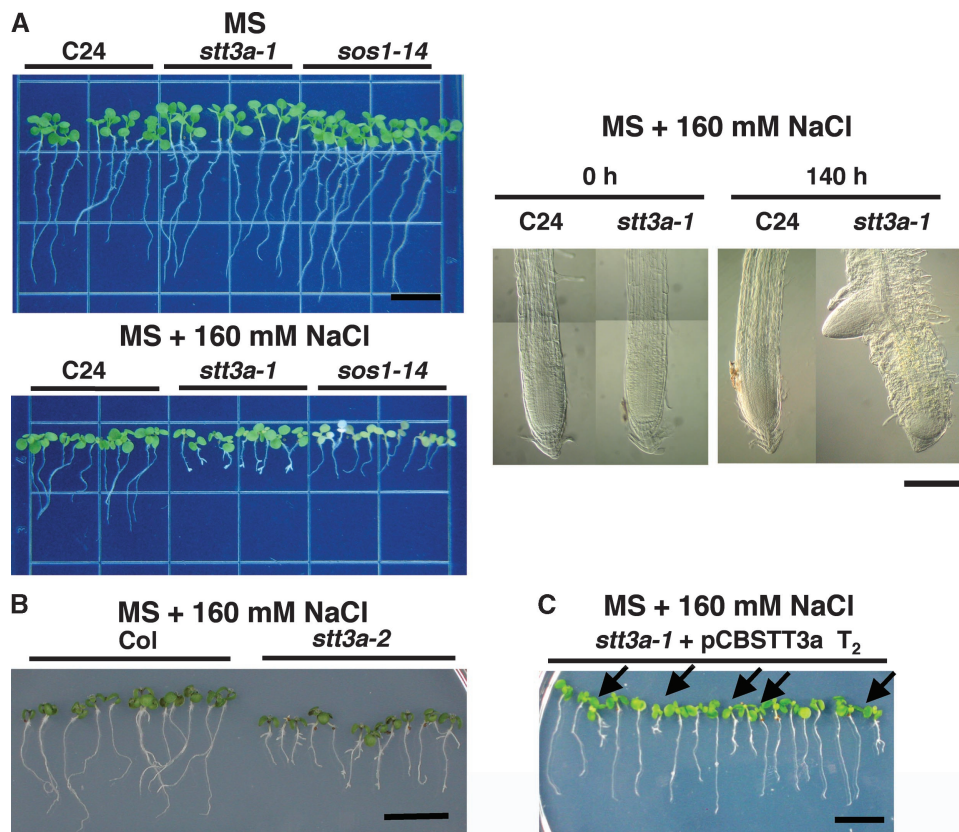 A
MS
C24 stt3a-1 sos1-14
MS + 160 mM NaCl
C24 stt3a-1 sos1-14
MS + 160 mM NaCl
0 h 140 h
C24 stt3a-1 C24 stt3a-1
B
MS + 160 mM NaCl
Col stt3a-2
C
MS + 160 mM NaCl
stt3a-1 + pCBSTT3a T2